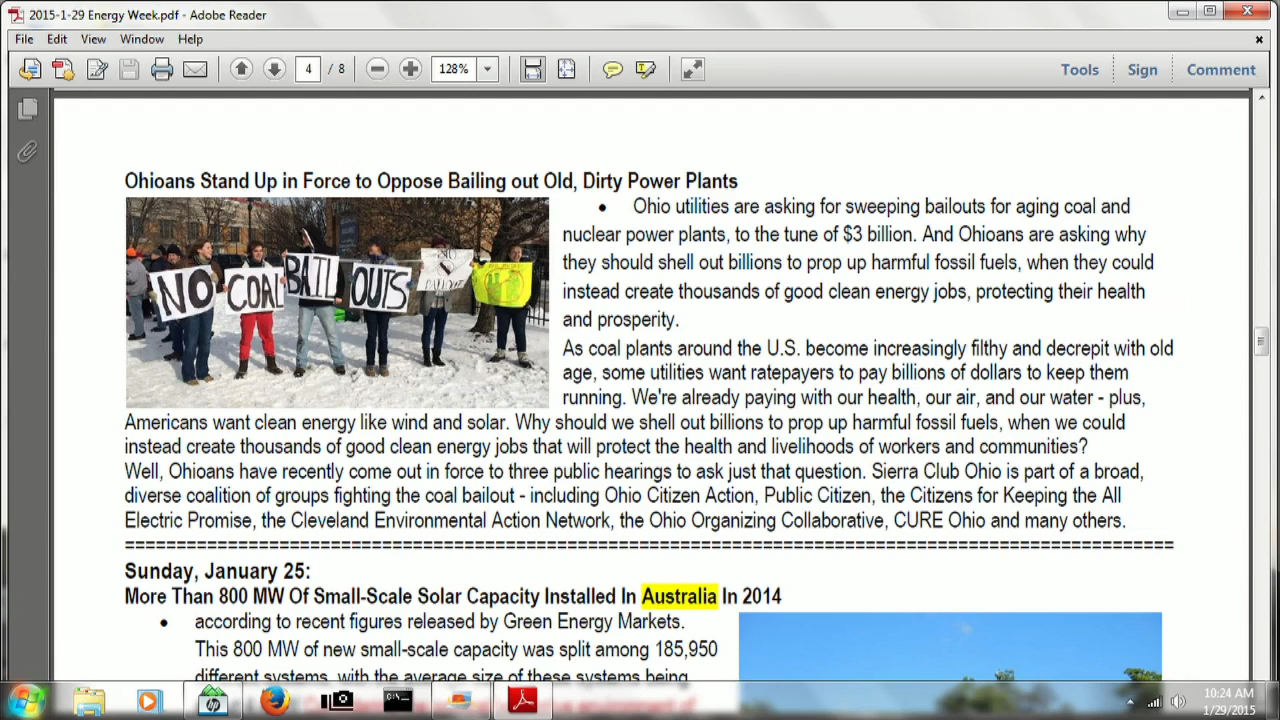 2015-1-29 Energy Week.pdf - Adobe Reader
File Edit View Window Help
4 / 8 128% Tools Sign Comment
Ohioans Stand Up in Force to Oppose Bailing out Old, Dirty Power Plants
NO COAL BAIL OUTS
NO
• Ohio utilities are asking for sweeping bailouts for aging coal and
nuclear power plants, to the tune of $3 billion. And Ohioans are asking why
they should shell out billions to prop up harmful fossil fuels, when they could
instead create thousands of good clean energy jobs, protecting their health
and prosperity.
As coal plants around the U.S. become increasingly filthy and decrepit with old
age, some utilities want ratepayers to pay billions of dollars to keep them
running. We're already paying with our health, our air, and our water - plus,
Americans want clean energy like wind and solar. Why should we shell out billions to prop up harmful fossil fuels, when we could
instead create thousands of good clean energy jobs that will protect the health and livelihoods of workers and communities?
Well, Ohioans have recently come out in force to three public hearings to ask just that question. Sierra Club Ohio is part of a broad,
diverse coalition of groups fighting the coal bailout - including Ohio Citizen Action, Public Citizen, the Citizens for Keeping the All
Electric Promise, the Cleveland Environmental Action Network, the Ohio Organizing Collaborative, CURE Ohio and many others.
Sunday, January 25:
More Than 800 MW Of Small-Scale Solar Capacity Installed In Australia In 2014
• according to recent figures released by Green Energy Markets.
This 800 MW of new small-scale capacity was split among 185,950
different systems, with the average size of these systems being
hp
10:24 AM
1/29/2015